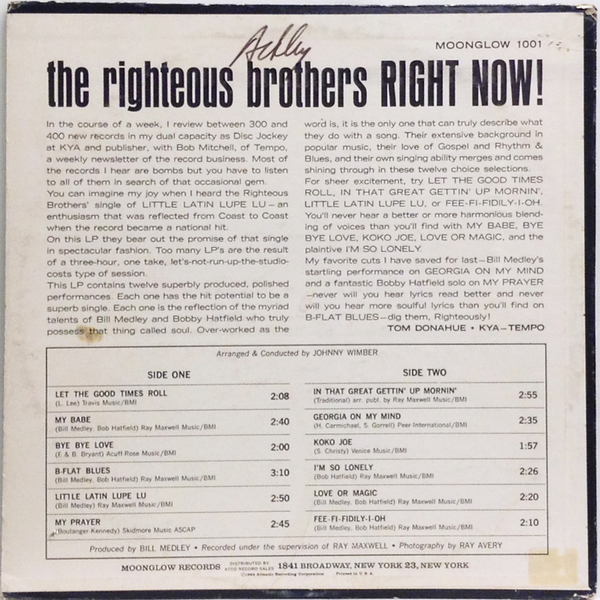 Ashley
MOONGLOW 1001
the righteous brothers RIGHT NOW!
In the course of a week, I review between 300 and
400 new records in my dual capacity as Disc Jockey
at KYA and publisher, with Bob Mitchell, of Tempo,
a weekly newsletter of the record business. Most of
the records I hear are bombs but you have to listen
to all of them in search of that occasional gem.
You can imagine my joy when I heard the Righteous
Brothers' single of LITTLE LATIN LUPE LU—an
enthusiasm that was reflected from Coast to Coast
when the record became a national hit.
On this LP they bear out the promise of that single
in spectacular fashion. Too many LP's are the result
of a three-hour, one take, let's-not-run-up-the-studio-
costs type of session.
This LP contains twelve superbly produced, polished
performances. Each one has the hit potential to be a
superb single. Each one is the reflection of the myriad
talents of Bill Medley and Bobby Hatfield who truly
possess that thing called soul. Over-worked as the
word is, it is the only one that can truly describe what
they do with a song. Their extensive background in
popular music, their love of Gospel and Rhythm &
Blues, and their own singing ability merges and comes
shining through in these twelve choice selections.
For sheer excitement, try LET THE GOOD TIMES
ROLL, IN THAT GREAT GETTIN' UP MORNIN',
LITTLE LATIN LUPE LU, or FEE-FI-FIDILY-I-OH.
You'll never hear a better or more harmonious blend-
ing of voices than you'll find with MY BABE, BYE
BYE LOVE, KOKO JOE, LOVE OR MAGIC, and the
plaintive I'M SO LONELY.
My favorite cuts I have saved for last—Bill Medley's
startling performance on GEORGIA ON MY MIND
and a fantastic Bobby Hatfield solo on MY PRAYER
—never will you hear lyrics read better and never
will you hear more soulful lyrics than you'll find on
B-FLAT BLUES—dig them, Righteously!
TOM DONAHUE • KYA—TEMPO
Arranged & Conducted by JOHNNY WIMBER
SIDE ONE
LET THE GOOD TIMES ROLL 2:08
(L. Lee) Travis Music/BMI
MY BABE 2:40
(Bill Medley, Bob Hatfield) Ray Maxwell Music/BMI
BYE BYE LOVE 2:00
(F. & B. Bryant) Acuff Rose Music/BMI
B-FLAT BLUES 3:10
(Bill Medley, Bob Hatfield) Ray Maxwell Music/BMI
LITTLE LATIN LUPE LU 2:50
(Bill Medley) Ray Maxwell Music/BMI
MY PRAYER 2:45
(Boulanger Kennedy) Skidmore Music ASCAP
SIDE TWO
IN THAT GREAT GETTIN' UP MORNIN' 2:55
(Traditional) arr. publ. by Ray Maxwell Music/BMI
GEORGIA ON MY MIND 2:35
(H. Carmichael, S. Gorrell) Peer International/BMI
KOKO JOE 1:57
(S. Christy) Venice Music/BMI
I'M SO LONELY 2:26
(Bob Hatfield) Ray Maxwell Music/BMI
LOVE OR MAGIC 2:20
(Bill Medley, Bob Hatfield) Ray Maxwell Music/BMI
FEE-FI-FIDILY-I-OH 2:10
(Bill Medley, Bob Hatfield) Ray Maxwell Music/BMI
Produced by BILL MEDLEY • Recorded under the supervision of RAY MAXWELL • Photography by RAY AVERY
MOONGLOW RECORDS DISTRIBUTED BY ATCO RECORD SALES 1841 BROADWAY, NEW YORK 23, NEW YORK
Atlantic Recording Corporation Printed in U.S.A.